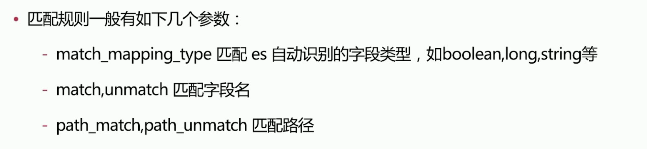 • 匹配规则一般有如下几个参数：
- match_mapping_type 匹配 es 自动识别的字段类型，如boolean,long,string等
- match,unmatch 匹配字段名
- path_match,path_unmatch 匹配路径